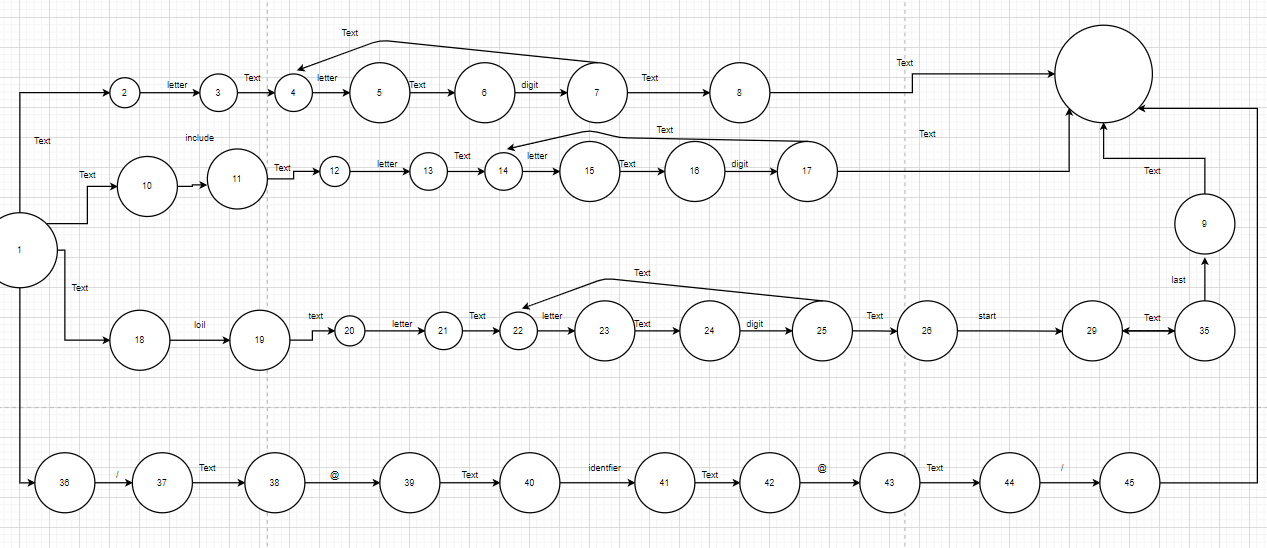 Text
Text
letter
Text
letter
Text
digit
Text
Text
2
3
4
5
6
7
8
Text
include
Text
Text
Text
10
11
Text
12
letter
13
Text
14
letter
15
Text
16
digit
17
Text
1
9
Text
Text
last
18
loil
19
text
20
letter
21
Text
22
letter
23
Text
24
digit
25
Text
26
start
29
Text
35
36
/
37
Text
38
@
39
Text
40
identfier
41
Text
42
@
43
Text
44
/
45